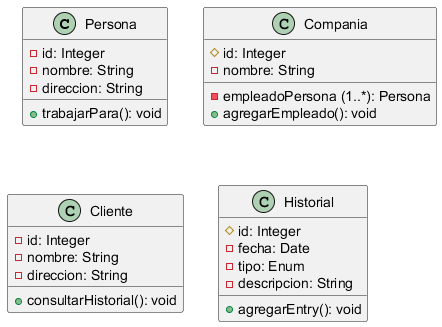 C Persona
id: Integer
nombre: String
direccion: String
trabajarPara(): void
C Compania
id: Integer
nombre: String
empleadoPersona (1..*): Persona
agregarEmpleado(): void
C Cliente
id: Integer
nombre: String
direccion: String
consultarHistorial(): void
C Historial
id: Integer
fecha: Date
tipo: Enum
descripcion: String
agregarEntry(): void